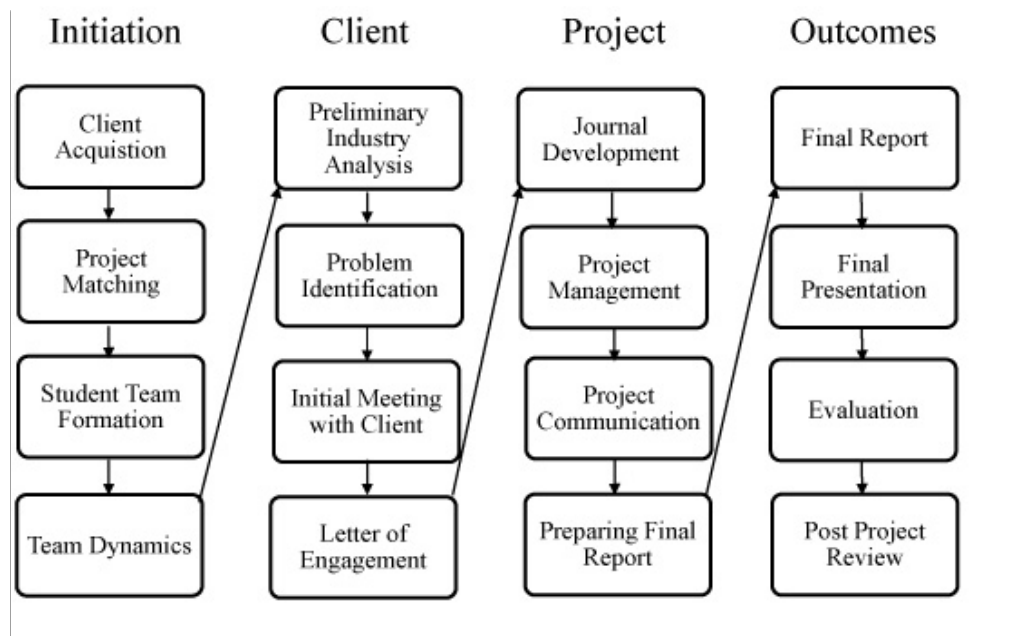 Initiation
Client
Acquistion
Project
Matching
Student Team
Formation
Team Dynamics
Client
Preliminary
Industry
Analysis
Problem
Identification
Initial Meeting
with Client
Letter of
Engagement
Project
Journal
Development
Project
Management
Project
Communication
Preparing Final
Report
Outcomes
Final Report
Final
Presentation
Evaluation
Post Project
Review